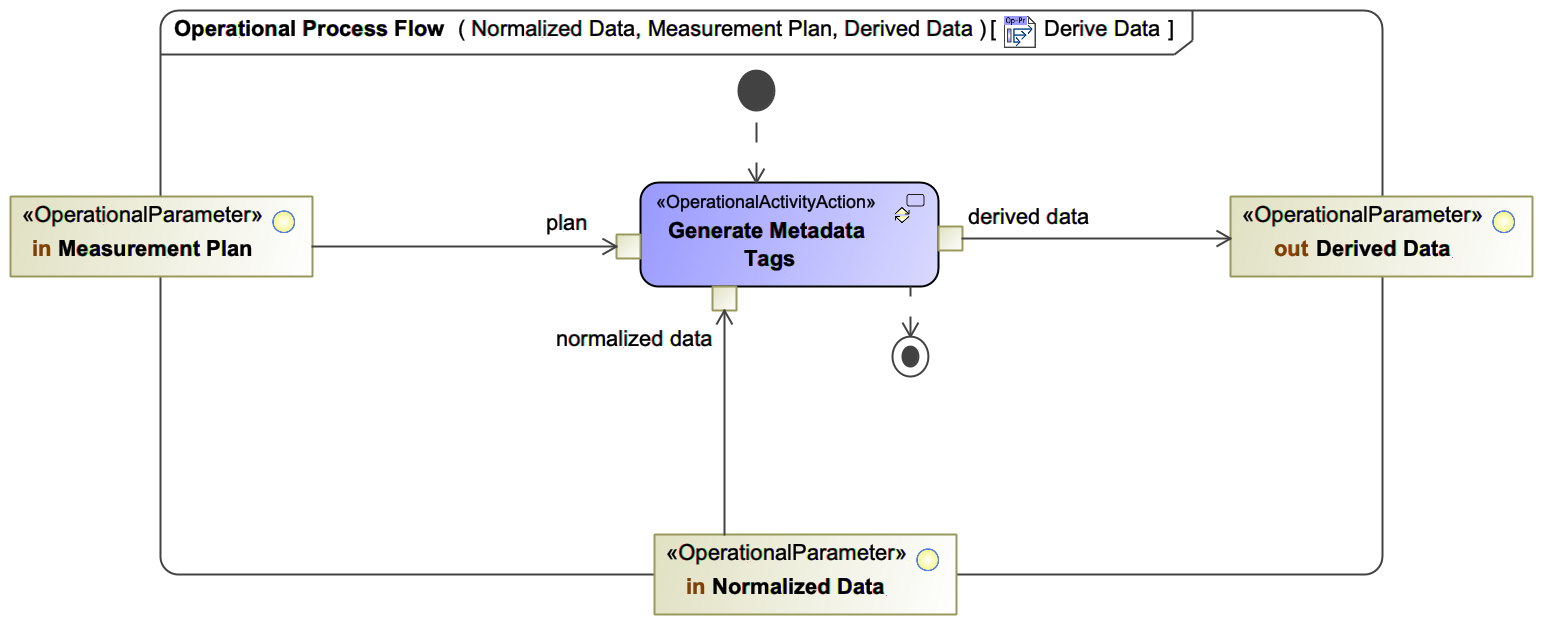 Operational Process Flow ( Normalized Data, Measurement Plan, Derived Data )[ Op-Pr Derive Data ]
«OperationalParameter»
in Measurement Plan
plan
«OperationalActivityAction»
Generate Metadata
Tags
derived data
«OperationalParameter»
out Derived Data
normalized data
«OperationalParameter»
in Normalized Data